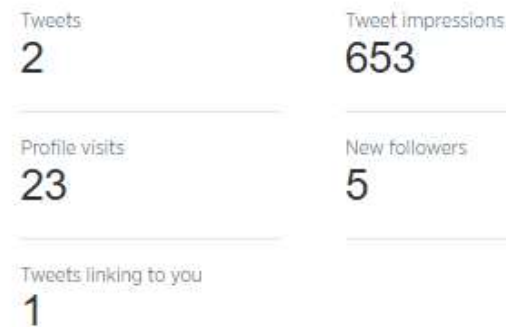 Tweets
2
Tweet impressions
653
Profile visits
23
New followers
5
Tweets linking to you
1